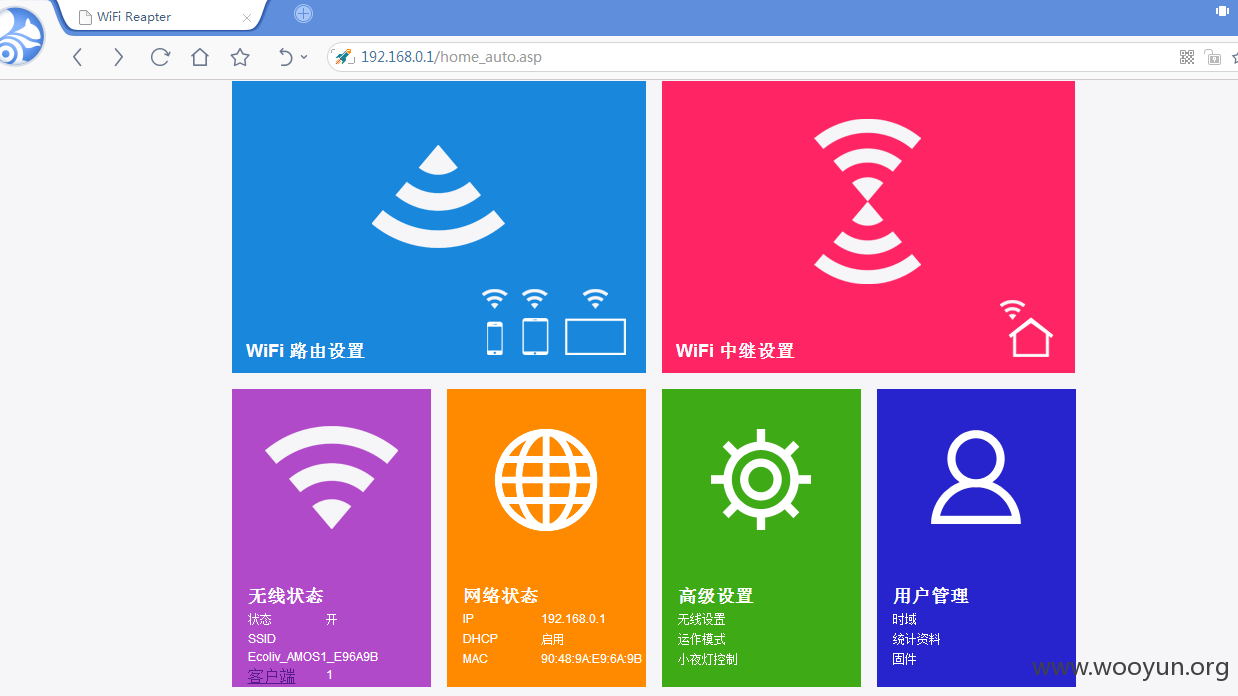 WiFi Reapter
192.168.0.1/home_auto.asp
WiFi 路由设置
WiFi 中继设置
无线状态
状态 开
SSID
Ecoliv_AMOS1_E96A9B
客户端 1
网络状态
IP 192.168.0.1
DHCP 启用
MAC 90:48:9A:E9:6A:9B
高级设置
无线设置
运作模式
小夜灯控制
用户管理
时域
统计资料
固件
www.wooyun.org